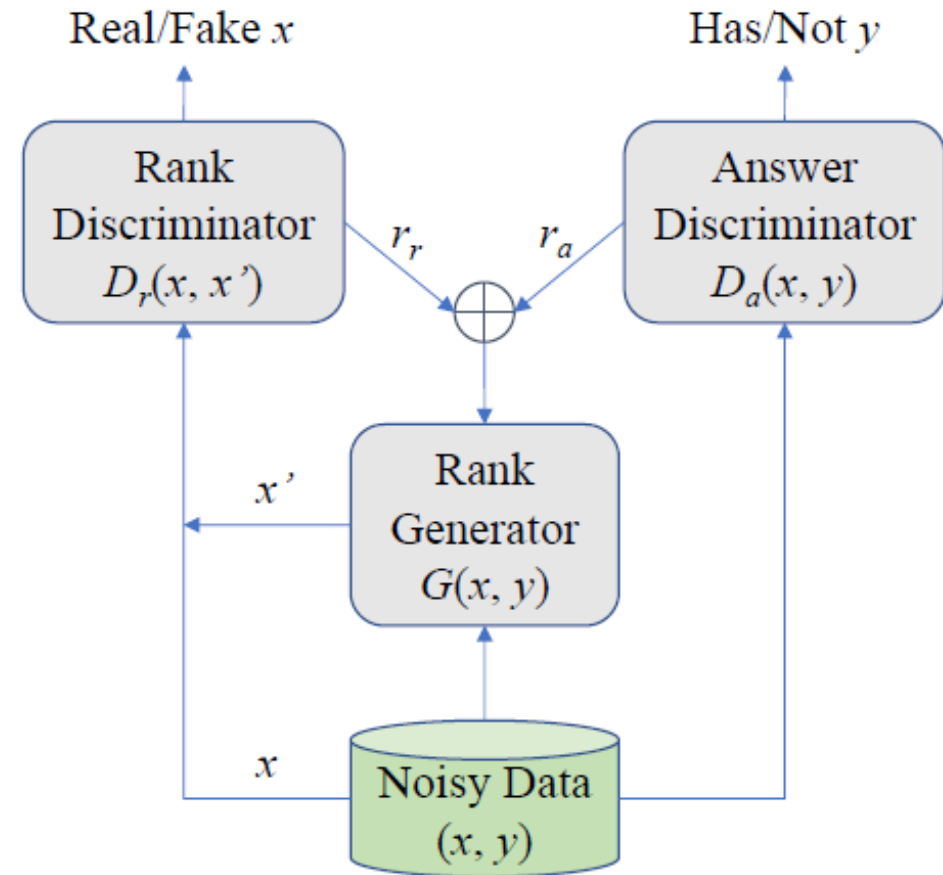 Real/Fake x
Has/Not y
Rank
Discriminator
Dᵣ(x, x’)
Answer
Discriminator
Dₐ(x, y)
rᵣ
rₐ
Rank
Generator
G(x, y)
x’
x
Noisy Data
(x, y)